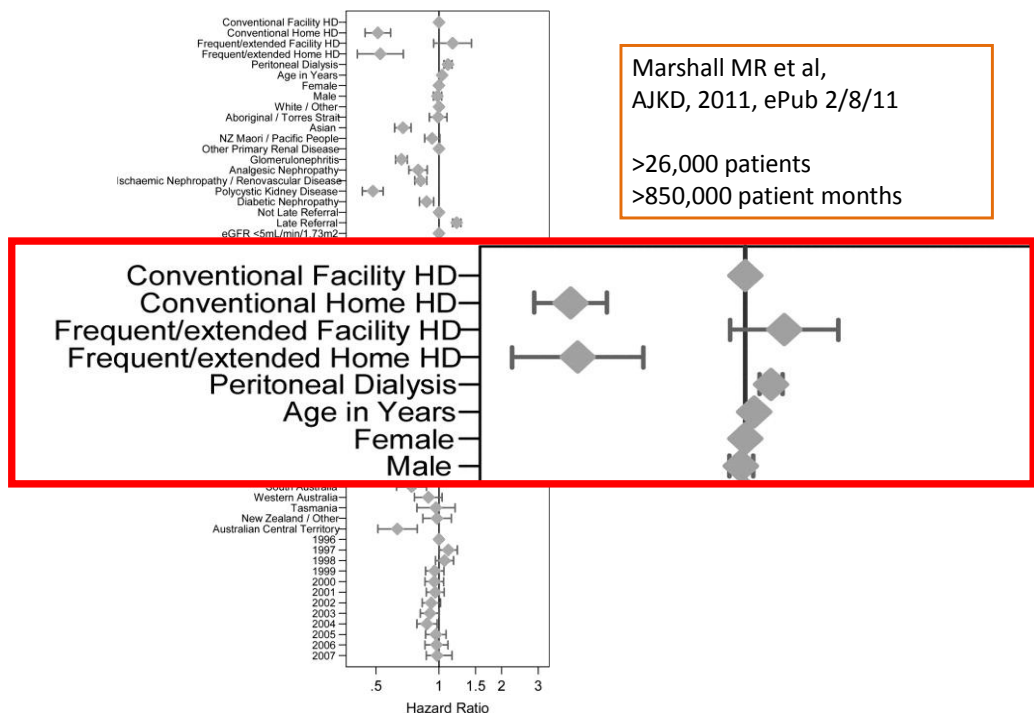 Conventional Facility HD
Conventional Home HD
Frequent/extended Facility HD
Frequent/extended Home HD
Peritoneal Dialysis
Age in Years
Female
Male
White / Other
Aboriginal / Torres Strait
Asian
NZ Maori / Pacific People
Other Primary Renal Disease
Glomerulonephritis
Analgesic Nephropathy
Ischaemic Nephropathy / Renovascular Disease
Polycystic Kidney Disease
Diabetic Nephropathy
Not Late Referral
Late Referral
eGFR <5mL/min/1.73m2
Marshall MR et al,
AJKD, 2011, ePub 2/8/11
>26,000 patients
>850,000 patient months
Conventional Facility HD
Conventional Home HD
Frequent/extended Facility HD
Frequent/extended Home HD
Peritoneal Dialysis
Age in Years
Female
Male
South Australia
Western Australia
Tasmania
New Zealand / Other
Australian Central Territory
1996
1997
1998
1999
2000
2001
2002
2003
2004
2005
2006
2007
.5 1 1.5 2 3
Hazard Ratio